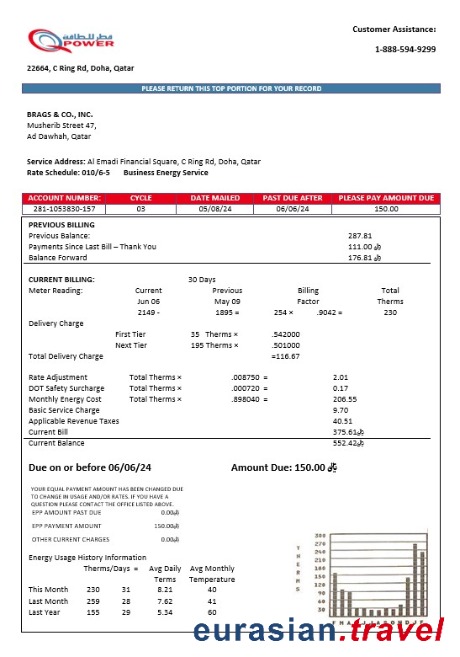 قطر للطاقة
Customer Assistance:
QPOWER
1-888-594-9299
22664, C Ring Rd, Doha, Qatar
PLEASE RETURN THIS TOP PORTION FOR YOUR RECORD
BRAGS & CO., INC.
Musherib Street 47,
Ad Dawhah, Qatar
Service Address: Al Emadi Financial Square, C Ring Rd, Doha, Qatar
Rate Schedule: 010/6-5 Business Energy Service
ACCOUNT NUMBER: CYCLE DATE MAILED PAST DUE AFTER PLEASE PAY AMOUNT DUE
281-1053830-157 03 05/08/24 06/06/24 150.00
PREVIOUS BILLING
Previous Balance: 287.81
Payments Since Last Bill – Thank You 111.00 ﷼
Balance Forward 176.81 ﷼
CURRENT BILLING: 30 Days
Meter Reading: Current Previous Billing Total
Jun 06 May 09 Factor Therms
2149 - 1895 = 254 × .9042 = 230
Delivery Charge
First Tier 35 Therms × .542000
Next Tier 195 Therms × .501000
Total Delivery Charge =116.67
Rate Adjustment Total Therms × .008750 = 2.01
DOT Safety Surcharge Total Therms × .000720 = 0.17
Monthly Energy Cost Total Therms × .898040 = 206.55
Basic Service Charge 9.70
Applicable Revenue Taxes 40.51
Current Bill 375.61﷼
Current Balance 552.42﷼
Due on or before 06/06/24 Amount Due: 150.00 ﷼
YOUR EQUAL PAYMENT AMOUNT HAS BEEN CHANGED DUE
TO CHANGE IN USAGE AND/OR RATES. IF YOU HAVE A
QUESTION PLEASE CONTACT THE OFFICE LISTED ABOVE.
EPP AMOUNT PAST DUE 0.00﷼
EPP PAYMENT AMOUNT 150.00﷼
OTHER CURRENT CHARGES 0.00﷼
Energy Usage History Information
Therms/Days = Avg Daily Avg Monthly
Terms Temperature
This Month 230 31 8.21 40
Last Month 259 28 7.62 41
Last Year 155 29 5.34 60
THERMS
300
270
240
210
180
150
120
90
60
30
F M A M J J A S O N D J F
eurasian.travel